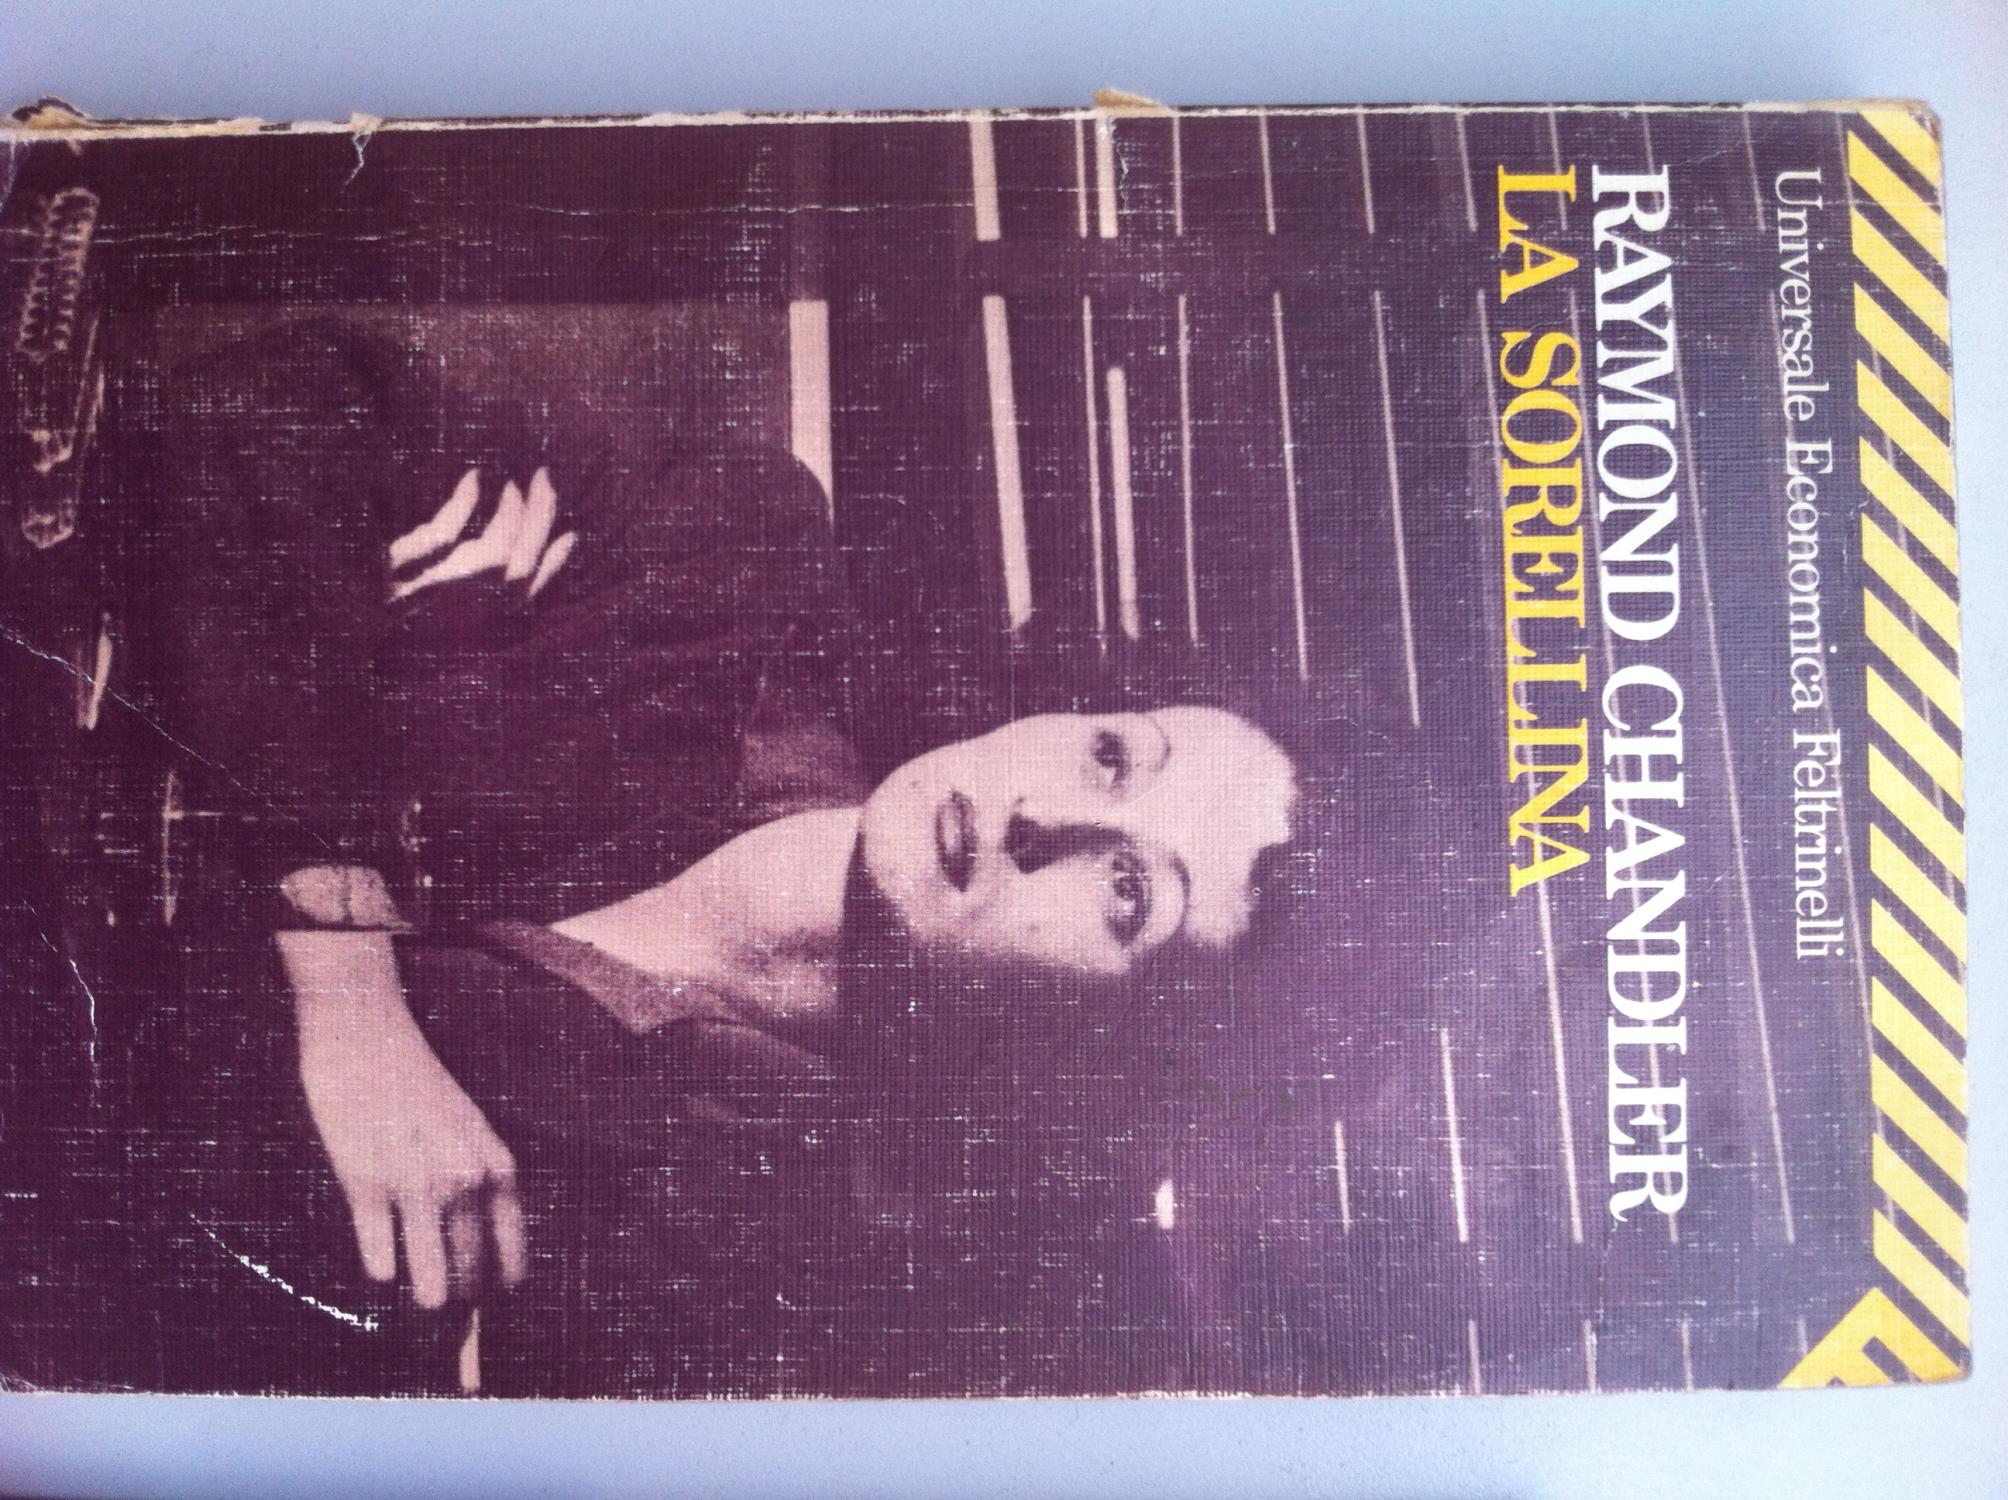 Universale Economica Feltrinelli
RAYMOND CHANDLER
LA SORELLINA